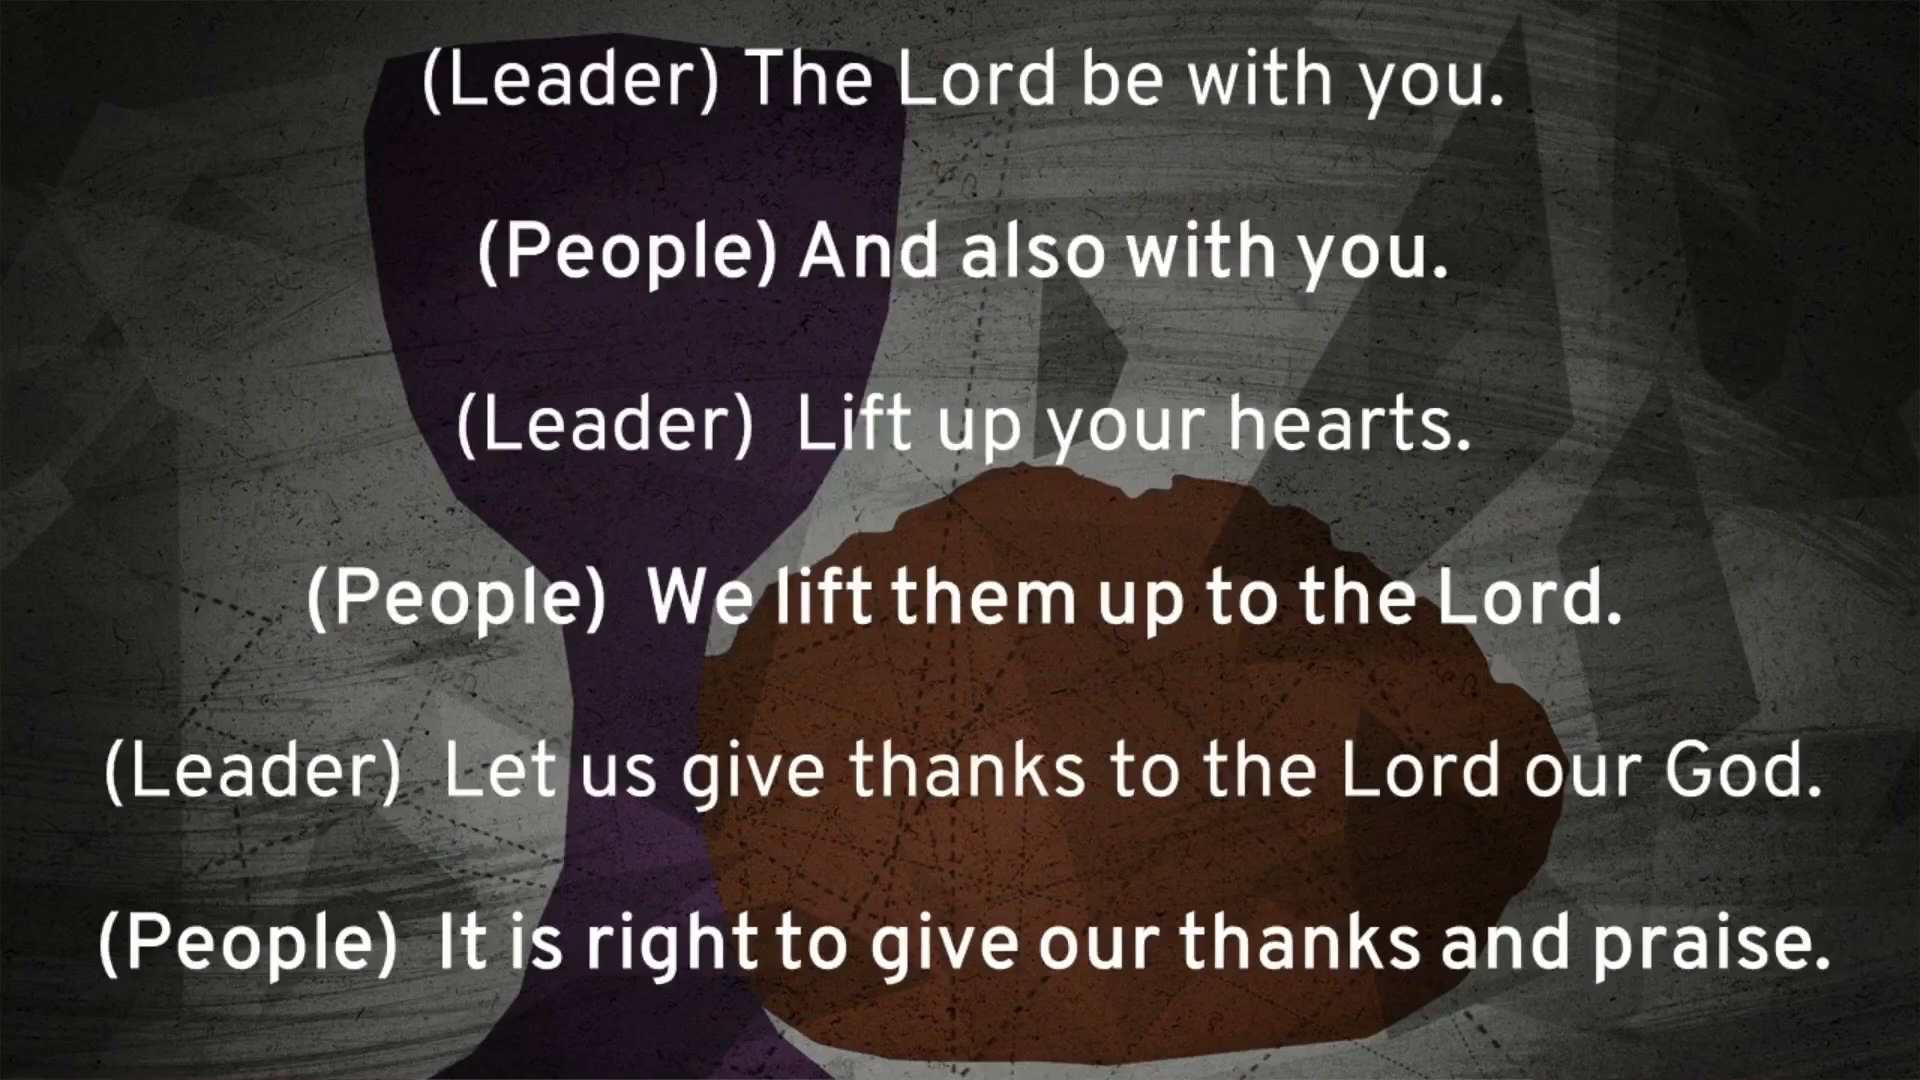 (Leader) The Lord be with you.
(People) And also with you.
(Leader) Lift up your hearts.
(People) We lift them up to the Lord.
(Leader) Let us give thanks to the Lord our God.
(People) It is right to give our thanks and praise.